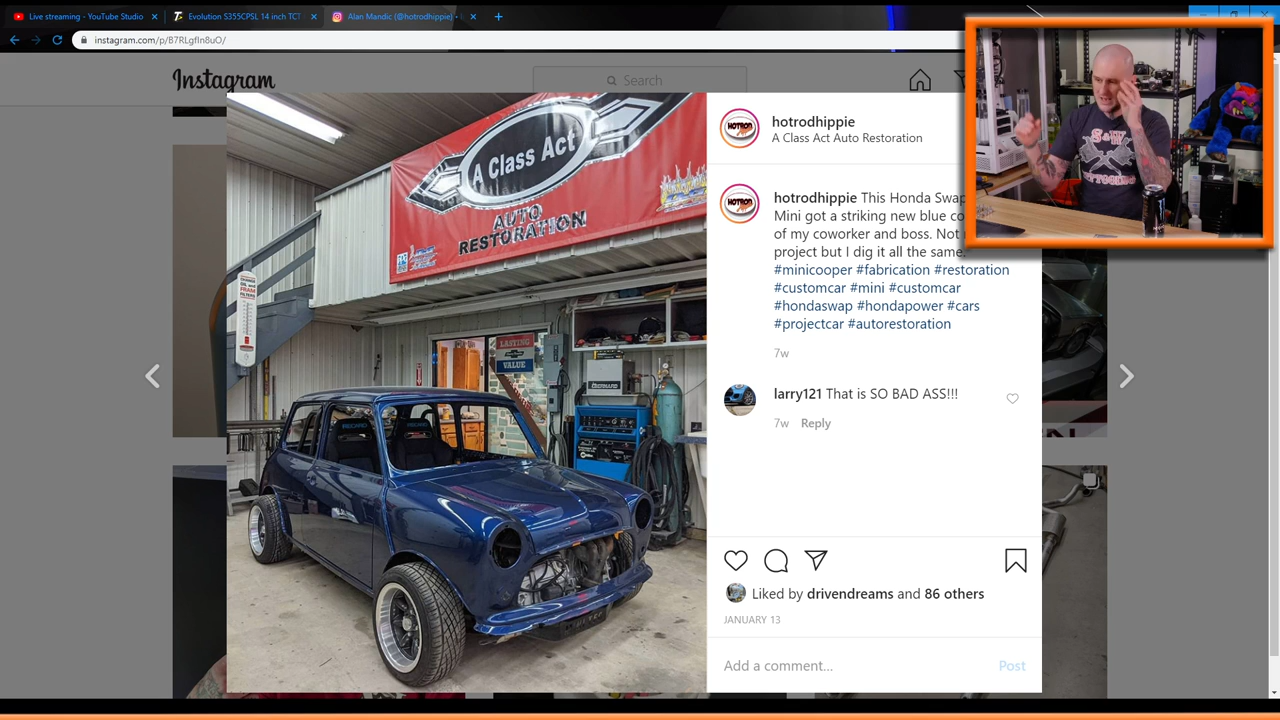 Live streaming - YouTube Studio
Evolution S355CPSL 14 inch TCT
Alan Mandic (@hotrodhippie) •
instagram.com/p/B7RLgfIn8uO/
Instagram
Search
A Class Act
AUTO
RESTORATION
LASTING
VALUE
RECARO
RECARO
hotrodhippie
A Class Act Auto Restoration
hotrodhippie This Honda Swap
Mini got a striking new blue co
of my coworker and boss. Not
project but I dig it all the same.
#minicooper #fabrication #restoration
#customcar #mini #customcar
#hondaswap #hondapower #cars
#projectcar #autorestoration
7w
larry121 That is SO BAD ASS!!!
7w Reply
Liked by drivendreams and 86 others
JANUARY 13
Add a comment...
Post